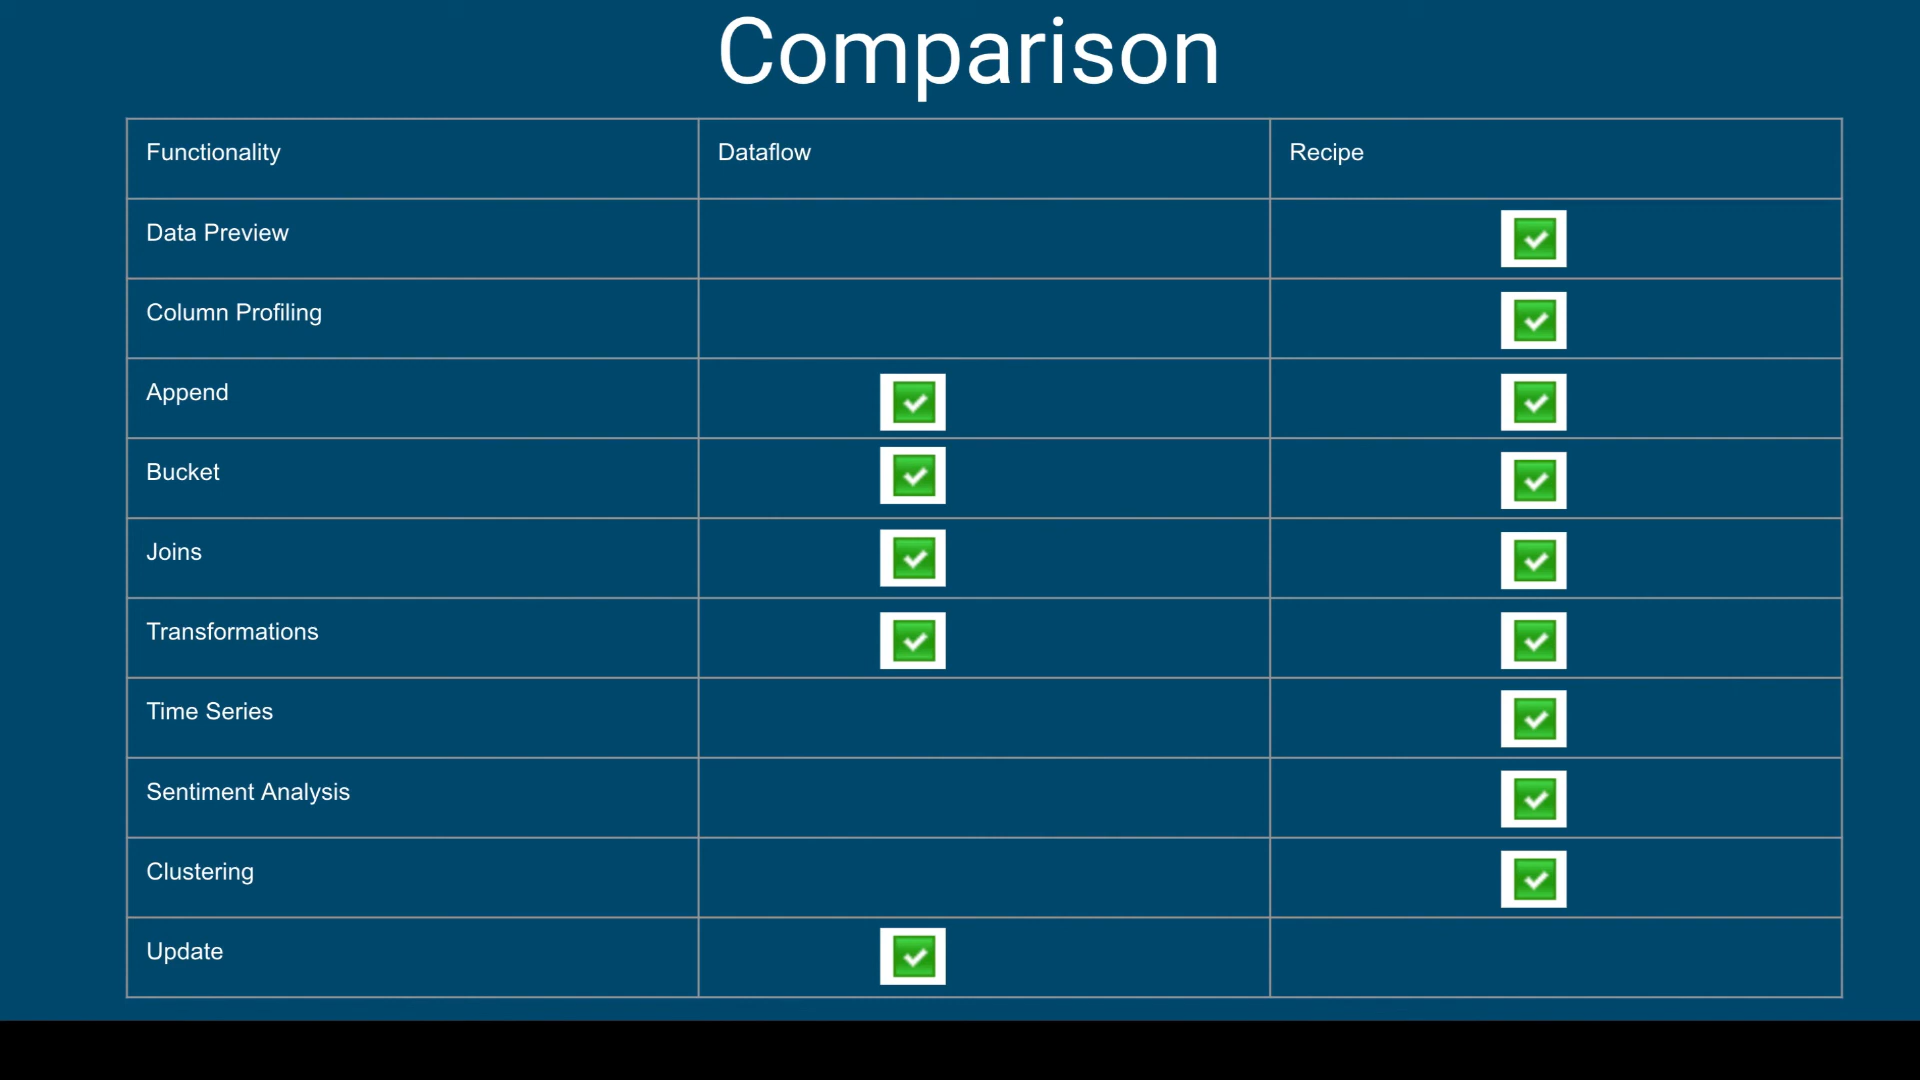 Comparison
Functionality Dataflow Recipe
Data Preview
Column Profiling
Append
Bucket
Joins
Transformations
Time Series
Sentiment Analysis
Clustering
Update